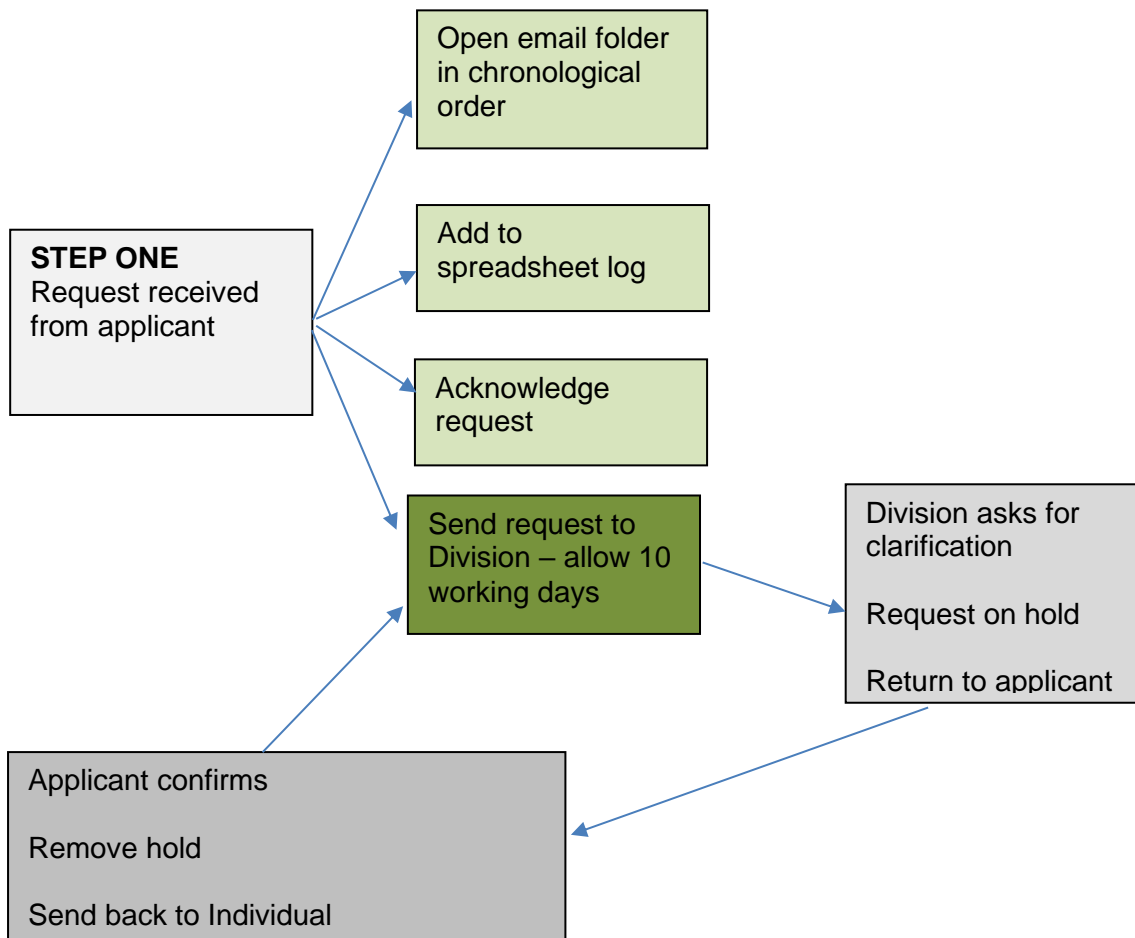 Open email folder
in chronological
order
STEP ONE
Request received
from applicant
Add to
spreadsheet log
Acknowledge
request
Send request to
Division – allow 10
working days
Division asks for
clarification
Request on hold
Return to applicant
Applicant confirms
Remove hold
Send back to Individual